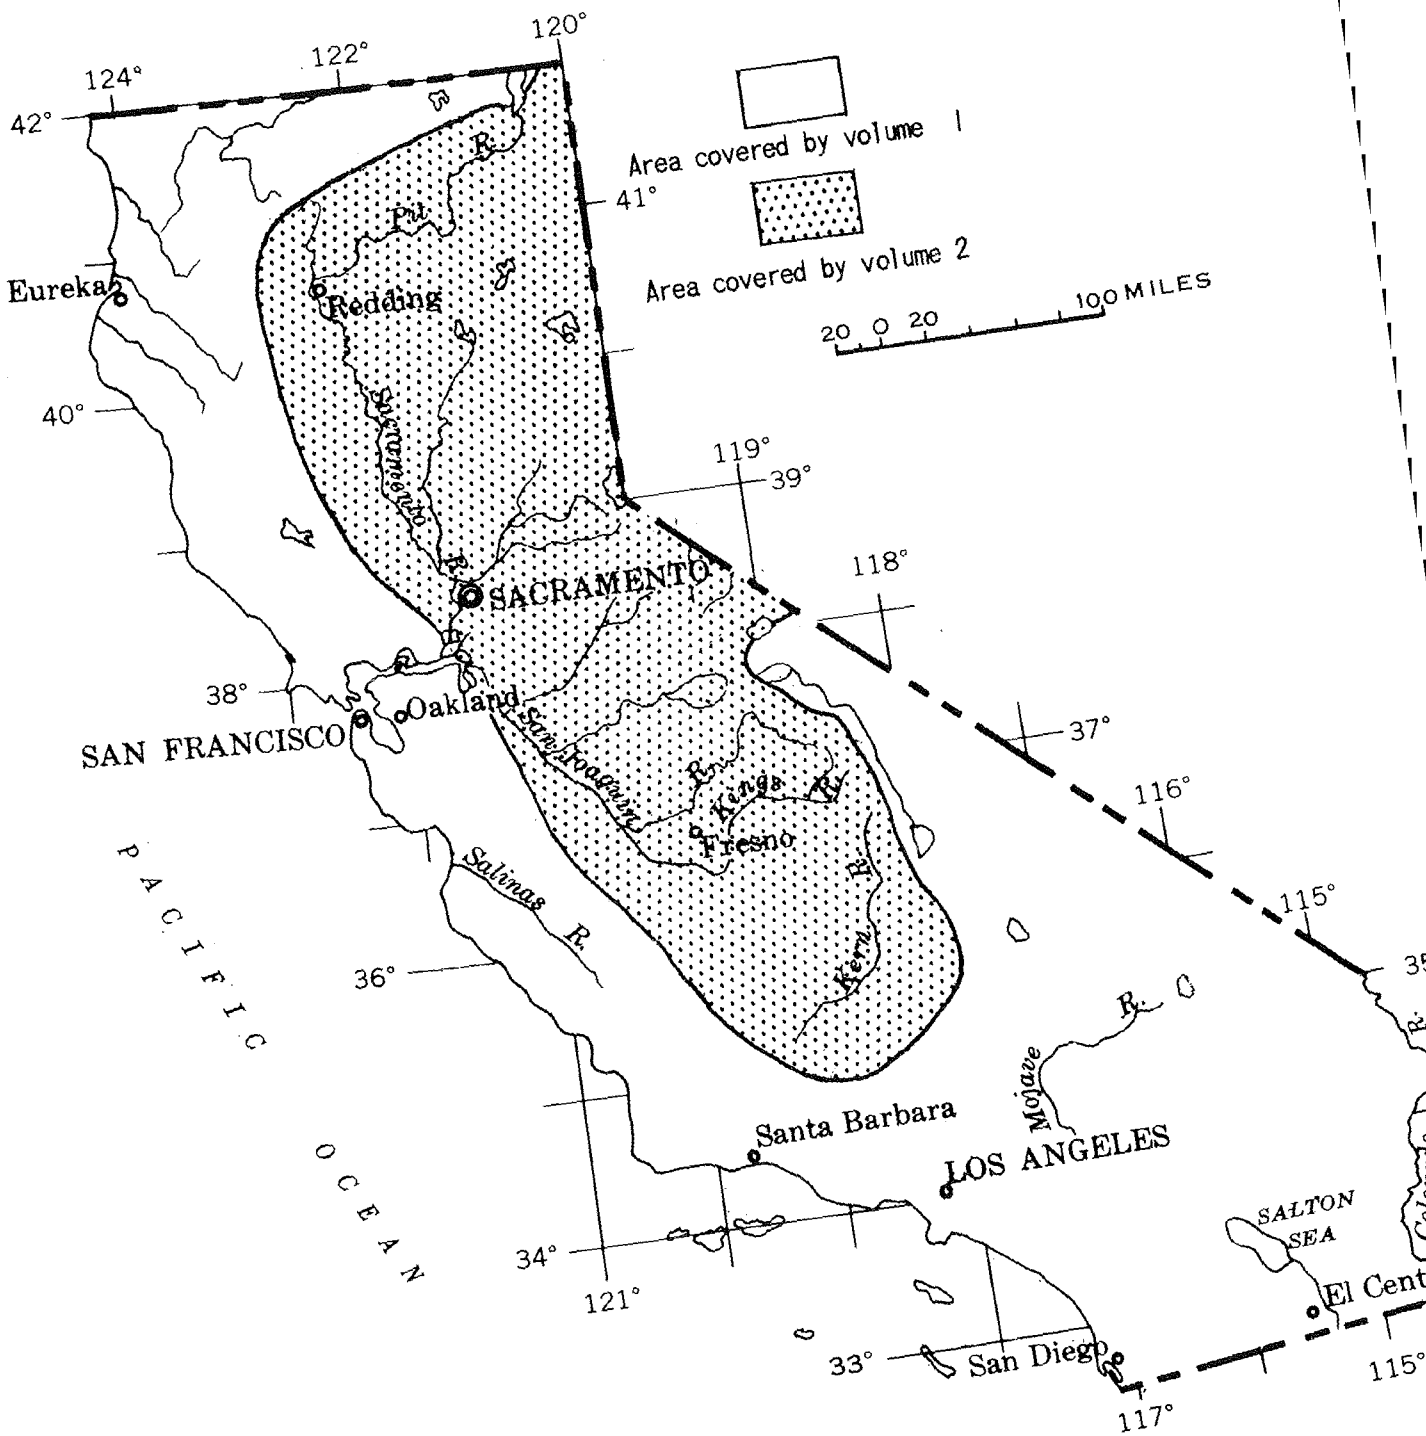 120°
122°
124°
42°
Area covered by volume 1
41°
Pit R.
Area covered by volume 2
Eureka
Redding
20 0 20 100 MILES
40°
Sacramento R.
119°
39°
118°
SACRAMENTO
38°
Oakland
SAN FRANCISCO
San Joaquin R.
37°
Kings R.
116°
Fresno
PACIFIC
Salinas R.
Kern R.
115°
36°
35
R.
Mojave R.
Santa Barbara
LOS ANGELES
OCEAN
SALTON
SEA
34°
121°
El Cent
33°
San Diego
115°
117°